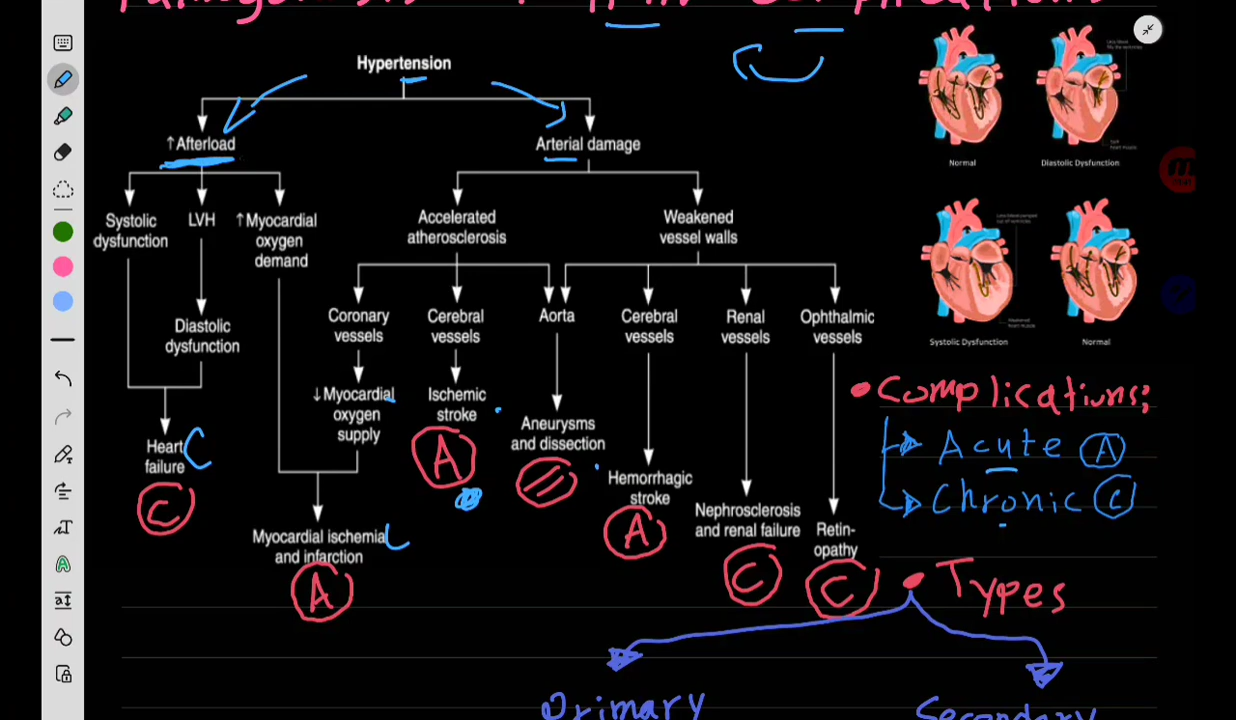 Hypertension
↑Afterload
Arterial damage
Systolic
dysfunction
LVH
↑Myocardial
oxygen
demand
Accelerated
atherosclerosis
Weakened
vessel walls
Diastolic
dysfunction
Coronary
vessels
Cerebral
vessels
Aorta
Cerebral
vessels
Renal
vessels
Ophthalmic
vessels
↓Myocardial
oxygen
supply
Ischemic
stroke
Aneurysms
and dissection
Heart
failure
C
C
A
Hemorrhagic
stroke
A
Nephrosclerosis
and renal failure
C
Retin-
opathy
C
Myocardial ischemia
and infarction
C
A
Normal
Diastolic Dysfunction
Systolic Dysfunction
Normal
Complications:
Acute A
Chronic C
Types
Primary
Secondary